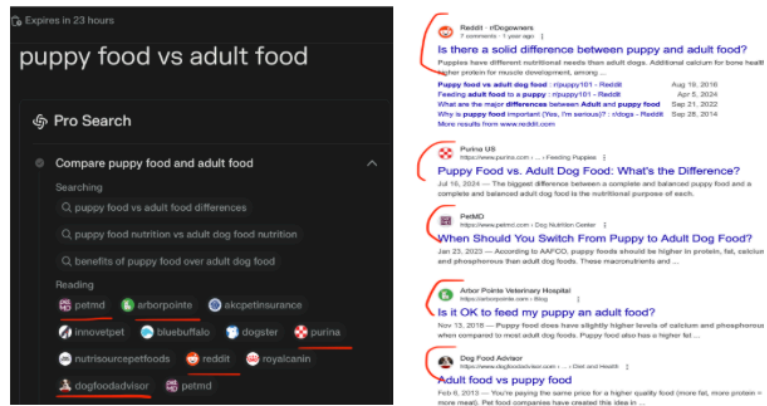 Expires in 23 hours
puppy food vs adult food
Pro Search
Compare puppy food and adult food
Searching
puppy food vs adult food differences
puppy food nutrition vs adult dog food nutrition
benefits of puppy food over adult dog food
Reading
petmd arborpointe akcpetinsurance
innovetpet bluebuffalo dogster purina
nutrisourcepetfoods reddit royalcanin
dogfoodadvisor petmd
Reddit · r/Dogowners
7 comments · 1 year ago
Is there a solid difference between puppy and adult food?
Puppies have different nutritional needs than adult dogs. Additional calcium for bone health
higher protein for muscle development, among ...
Puppy food vs adult dog food : r/puppy101 - Reddit Aug 19, 2016
Feeding adult food to a puppy : r/puppy101 - Reddit Apr 5, 2024
What are the major differences between Adult and puppy food Sep 21, 2022
Why is puppy food important (Yes, I'm serious)? : r/dogs - Reddit Sep 28, 2014
More results from www.reddit.com
Purina US
https://www.purina.com › ... › Feeding Puppies
Puppy Food vs. Adult Dog Food: What's the Difference?
Jul 16, 2024 — The biggest difference between a complete and balanced puppy food and a
complete and balanced adult dog food is the nutritional purpose of each.
PetMD
https://www.petmd.com › Dog Nutrition Center
When Should You Switch From Puppy to Adult Dog Food?
Jan 23, 2023 — According to AAFCO, puppy foods should be higher in protein, fat, calcium
and phosphorous than adult dog foods. These macronutrients and ...
Arbor Pointe Veterinary Hospital
https://arborpointe.com › Blog
Is it OK to feed my puppy an adult food?
Nov 13, 2018 — Puppy food does have slightly higher levels of calcium and phosphorous
when compared to most adult dog foods. Puppy food also has a higher fat ...
Dog Food Advisor
https://www.dogfoodadvisor.com › ... › Diet and Health
Adult food vs puppy food
Feb 6, 2013 — You're paying the same price for a higher quality food (more fat, more protein =
more meat). Pet food companies have created this idea in ...